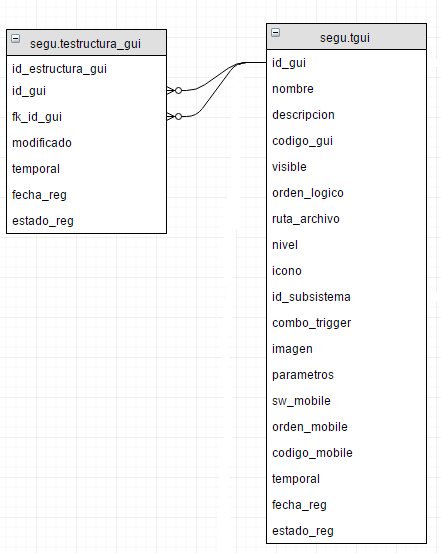 segu.testructura_gui
id_estructura_gui
id_gui
fk_id_gui
modificado
temporal
fecha_reg
estado_reg
segu.tgui
id_gui
nombre
descripcion
codigo_gui
visible
orden_logico
ruta_archivo
nivel
icono
id_subsistema
combo_trigger
imagen
parametros
sw_mobile
orden_mobile
codigo_mobile
temporal
fecha_reg
estado_reg